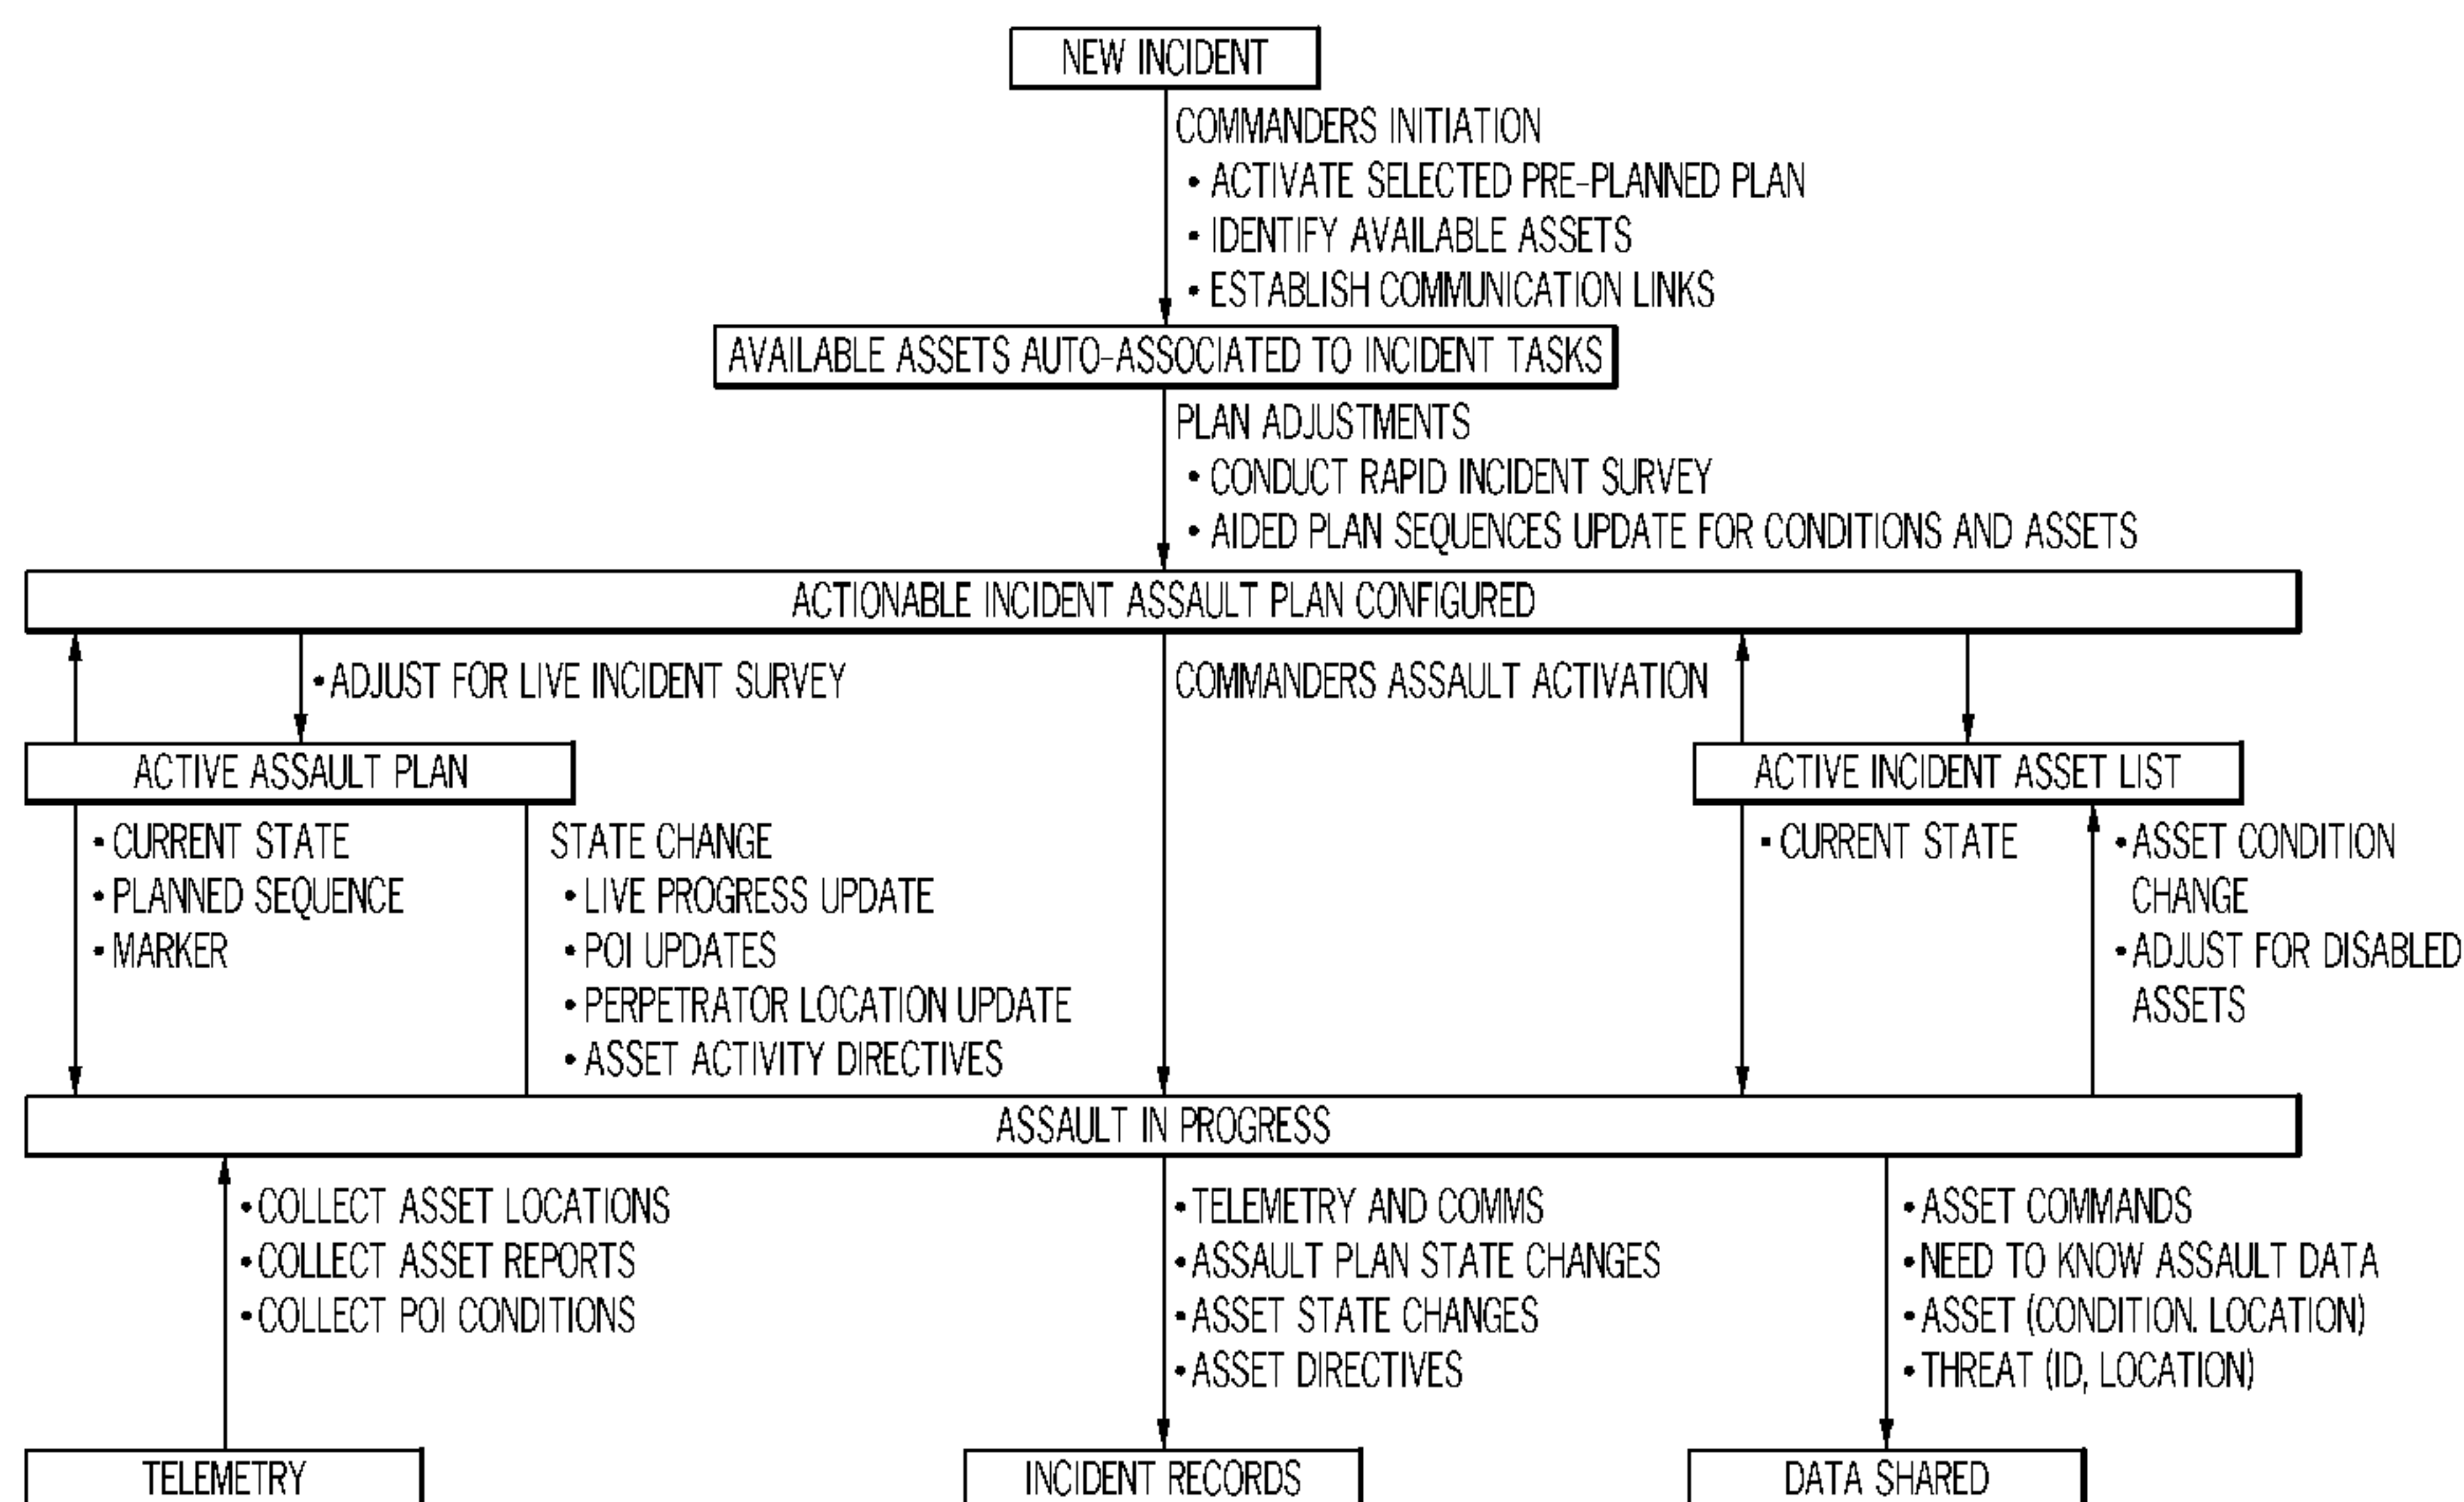 NEW INCIDENT
COMMANDERS INITIATION
• ACTIVATE SELECTED PRE-PLANNED PLAN
• IDENTIFY AVAILABLE ASSETS
• ESTABLISH COMMUNICATION LINKS
AVAILABLE ASSETS AUTO-ASSOCIATED TO INCIDENT TASKS
PLAN ADJUSTMENTS
• CONDUCT RAPID INCIDENT SURVEY
• AIDED PLAN SEQUENCES UPDATE FOR CONDITIONS AND ASSETS
ACTIONABLE INCIDENT ASSAULT PLAN CONFIGURED
• ADJUST FOR LIVE INCIDENT SURVEY
COMMANDERS ASSAULT ACTIVATION
ACTIVE ASSAULT PLAN
ACTIVE INCIDENT ASSET LIST
• CURRENT STATE
• PLANNED SEQUENCE
• MARKER
STATE CHANGE
• LIVE PROGRESS UPDATE
• POI UPDATES
• PERPETRATOR LOCATION UPDATE
• ASSET ACTIVITY DIRECTIVES
• CURRENT STATE
• ASSET CONDITION
CHANGE
• ADJUST FOR DISABLED
ASSETS
ASSAULT IN PROGRESS
• COLLECT ASSET LOCATIONS
• COLLECT ASSET REPORTS
• COLLECT POI CONDITIONS
• TELEMETRY AND COMMS
• ASSAULT PLAN STATE CHANGES
• ASSET STATE CHANGES
• ASSET DIRECTIVES
• ASSET COMMANDS
• NEED TO KNOW ASSAULT DATA
• ASSET (CONDITION. LOCATION)
• THREAT (ID, LOCATION)
TELEMETRY
INCIDENT RECORDS
DATA SHARED